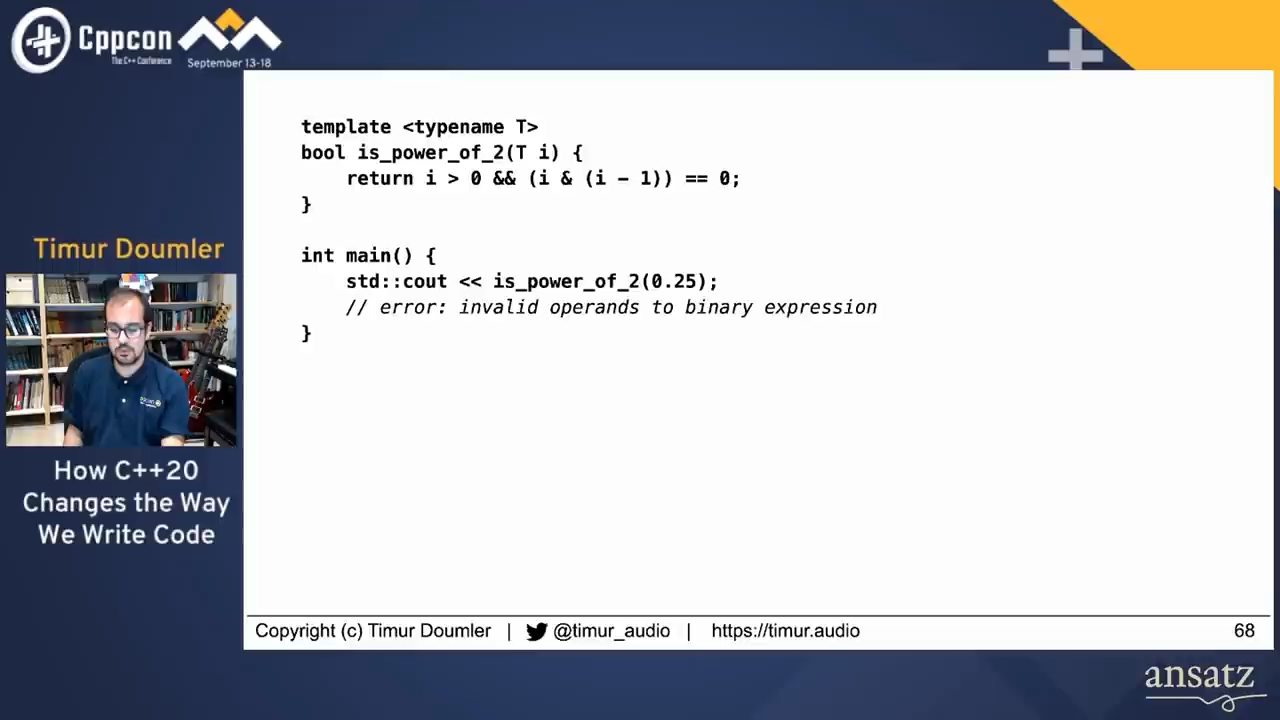 Cppcon
The C++ Conference
September 13-18
template <typename T>
bool is_power_of_2(T i) {
return i > 0 && (i & (i – 1)) == 0;
}
int main() {
std::cout << is_power_of_2(0.25);
// error: invalid operands to binary expression
}
Timur Doumler
How C++20
Changes the Way
We Write Code
Copyright (c) Timur Doumler | @timur_audio | https://timur.audio
68
ansatz